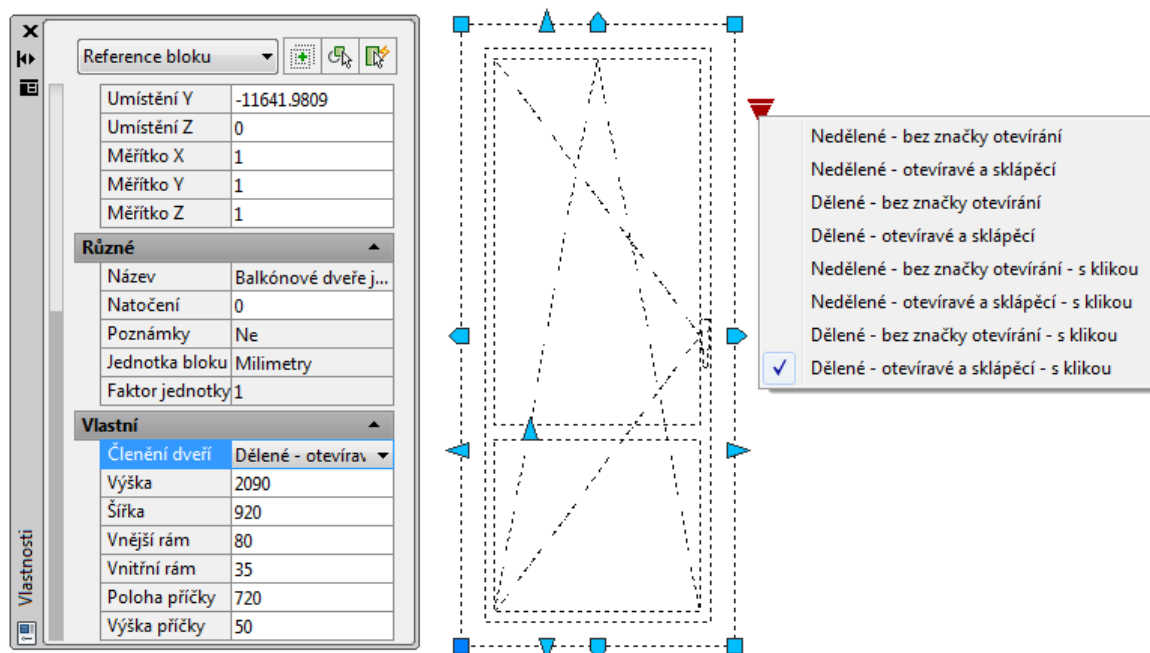 Reference bloku
Umístění Y -11641.9809
Umístění Z 0
Měřítko X 1
Měřítko Y 1
Měřítko Z 1
Různé
Název Balkónové dveře j...
Natočení 0
Poznámky Ne
Jednotka bloku Milimetry
Faktor jednotky 1
Vlastní
Členění dveří Dělené - otevírav
Výška 2090
Šířka 920
Vnější rám 80
Vnitřní rám 35
Poloha příčky 720
Výška příčky 50
Vlastnosti
Nedělené - bez značky otevírání
Nedělené - otevíravé a sklápěcí
Dělené - bez značky otevírání
Dělené - otevíravé a sklápěcí
Nedělené - bez značky otevírání - s klikou
Nedělené - otevíravé a sklápěcí - s klikou
Dělené - bez značky otevírání - s klikou
Dělené - otevíravé a sklápěcí - s klikou